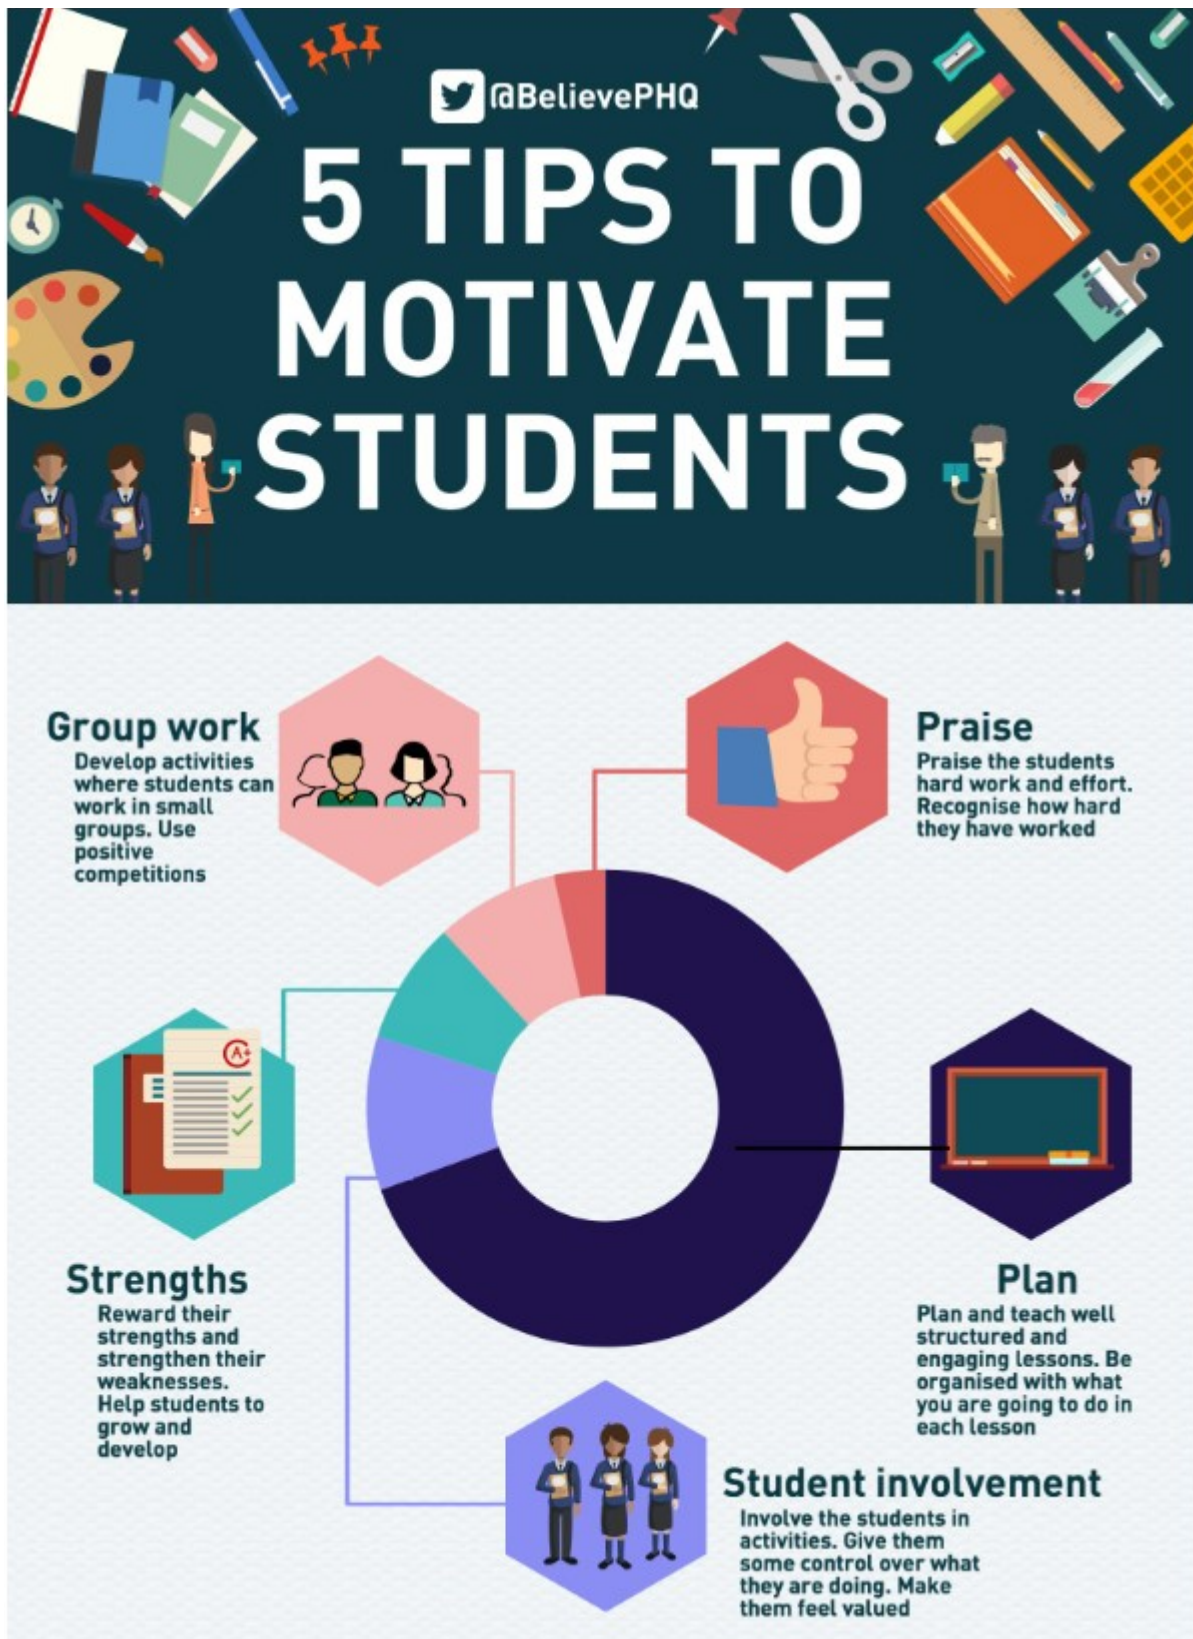 @BelievePHQ
5 TIPS TO
MOTIVATE
STUDENTS
Group work
Develop activities
where students can
work in small
groups. Use
positive
competitions
Praise
Praise the students
hard work and effort.
Recognise how hard
they have worked
A+
Strengths
Reward their
strengths and
strengthen their
weaknesses.
Help students to
grow and
develop
Plan
Plan and teach well
structured and
engaging lessons. Be
organised with what
you are going to do in
each lesson
Student involvement
Involve the students in
activities. Give them
some control over what
they are doing. Make
them feel valued